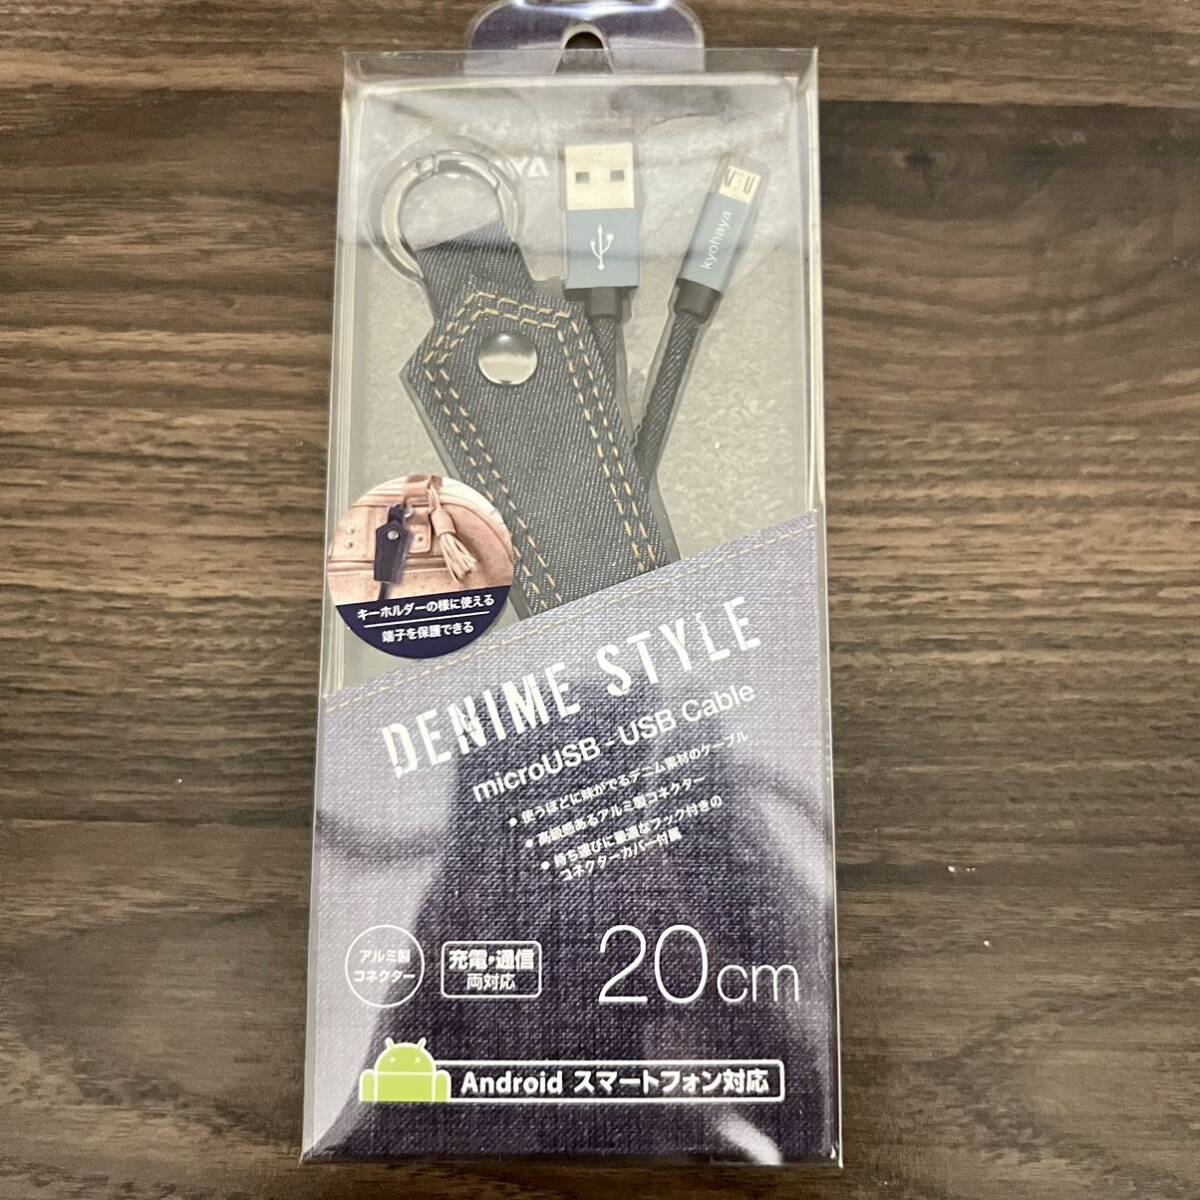 kyohaya
キーホルダーの様に使える
端子を保護できる
DENIME STYLE
microUSB - USB Cable
● 使うほどに味がでるデニム素材のケーブル
● 高級感あるアルミ製コネクター
● 持ち運びに最適なフック付きの
コネクターカバー付属
アルミ製
コネクター
充電・通信
両対応
20cm
Android スマートフォン対応